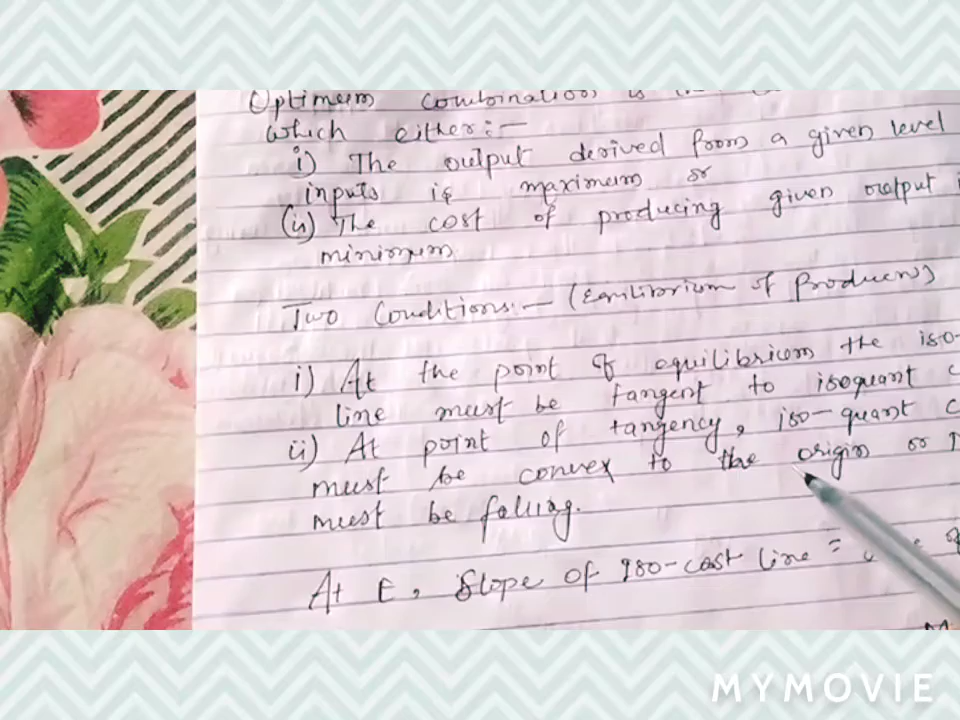 Optimum combination is
which either:-
i) The output derived from a given level
inputs is maximum or
(ii) The cost of producing given output i
minimum
Two Conditions:- (Equilibrium of Producers)
i) At the point of equilibrium the iso-
line must be tangent to isoquant c
ii) At point of tangency, iso-quant c
must be convex to the origin or
must be falling.
At E, Slope of iso-cost line =
MYMOVIE